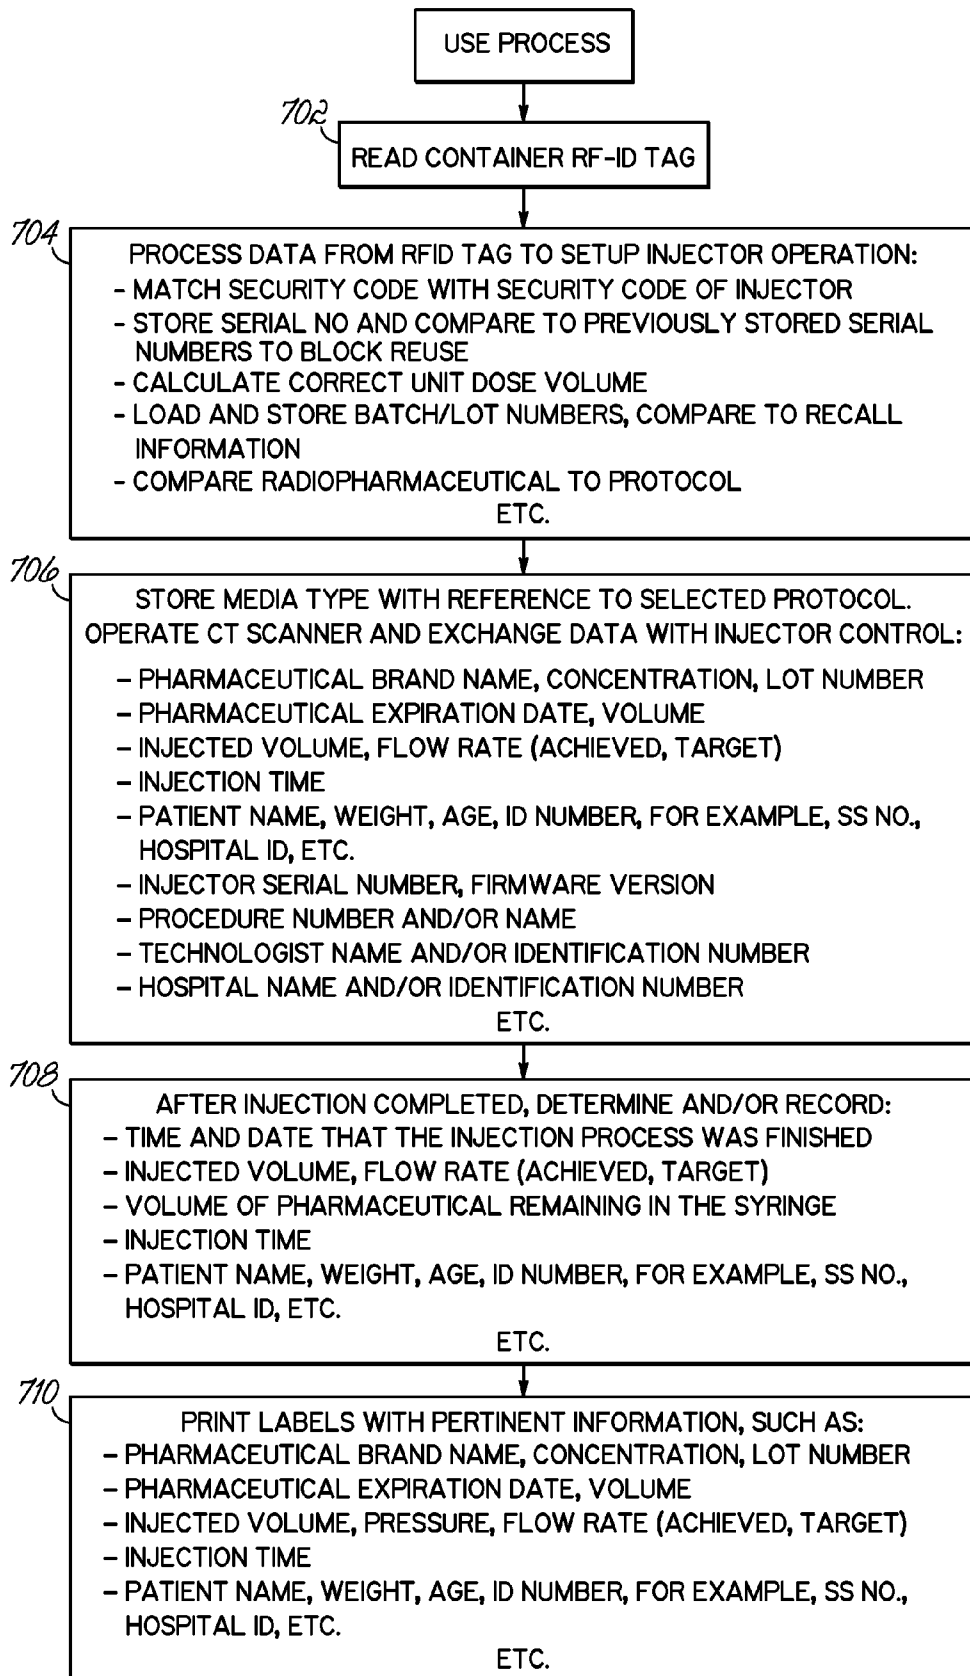 USE PROCESS
702
READ CONTAINER RF-ID TAG
704
PROCESS DATA FROM RFID TAG TO SETUP INJECTOR OPERATION:
- MATCH SECURITY CODE WITH SECURITY CODE OF INJECTOR
- STORE SERIAL NO AND COMPARE TO PREVIOUSLY STORED SERIAL
NUMBERS TO BLOCK REUSE
- CALCULATE CORRECT UNIT DOSE VOLUME
- LOAD AND STORE BATCH/LOT NUMBERS, COMPARE TO RECALL
INFORMATION
- COMPARE RADIOPHARMACEUTICAL TO PROTOCOL
ETC.
706
STORE MEDIA TYPE WITH REFERENCE TO SELECTED PROTOCOL.
OPERATE CT SCANNER AND EXCHANGE DATA WITH INJECTOR CONTROL:
– PHARMACEUTICAL BRAND NAME, CONCENTRATION, LOT NUMBER
– PHARMACEUTICAL EXPIRATION DATE, VOLUME
– INJECTED VOLUME, FLOW RATE (ACHIEVED, TARGET)
– INJECTION TIME
– PATIENT NAME, WEIGHT, AGE, ID NUMBER, FOR EXAMPLE, SS NO.,
HOSPITAL ID, ETC.
– INJECTOR SERIAL NUMBER, FIRMWARE VERSION
– PROCEDURE NUMBER AND/OR NAME
– TECHNOLOGIST NAME AND/OR IDENTIFICATION NUMBER
– HOSPITAL NAME AND/OR IDENTIFICATION NUMBER
ETC.
708
AFTER INJECTION COMPLETED, DETERMINE AND/OR RECORD:
– TIME AND DATE THAT THE INJECTION PROCESS WAS FINISHED
– INJECTED VOLUME, FLOW RATE (ACHIEVED, TARGET)
– VOLUME OF PHARMACEUTICAL REMAINING IN THE SYRINGE
– INJECTION TIME
– PATIENT NAME, WEIGHT, AGE, ID NUMBER, FOR EXAMPLE, SS NO.,
HOSPITAL ID, ETC.
ETC.
710
PRINT LABELS WITH PERTINENT INFORMATION, SUCH AS:
– PHARMACEUTICAL BRAND NAME, CONCENTRATION, LOT NUMBER
– PHARMACEUTICAL EXPIRATION DATE, VOLUME
– INJECTED VOLUME, PRESSURE, FLOW RATE (ACHIEVED, TARGET)
– INJECTION TIME
– PATIENT NAME, WEIGHT, AGE, ID NUMBER, FOR EXAMPLE, SS NO.,
HOSPITAL ID, ETC.
ETC.